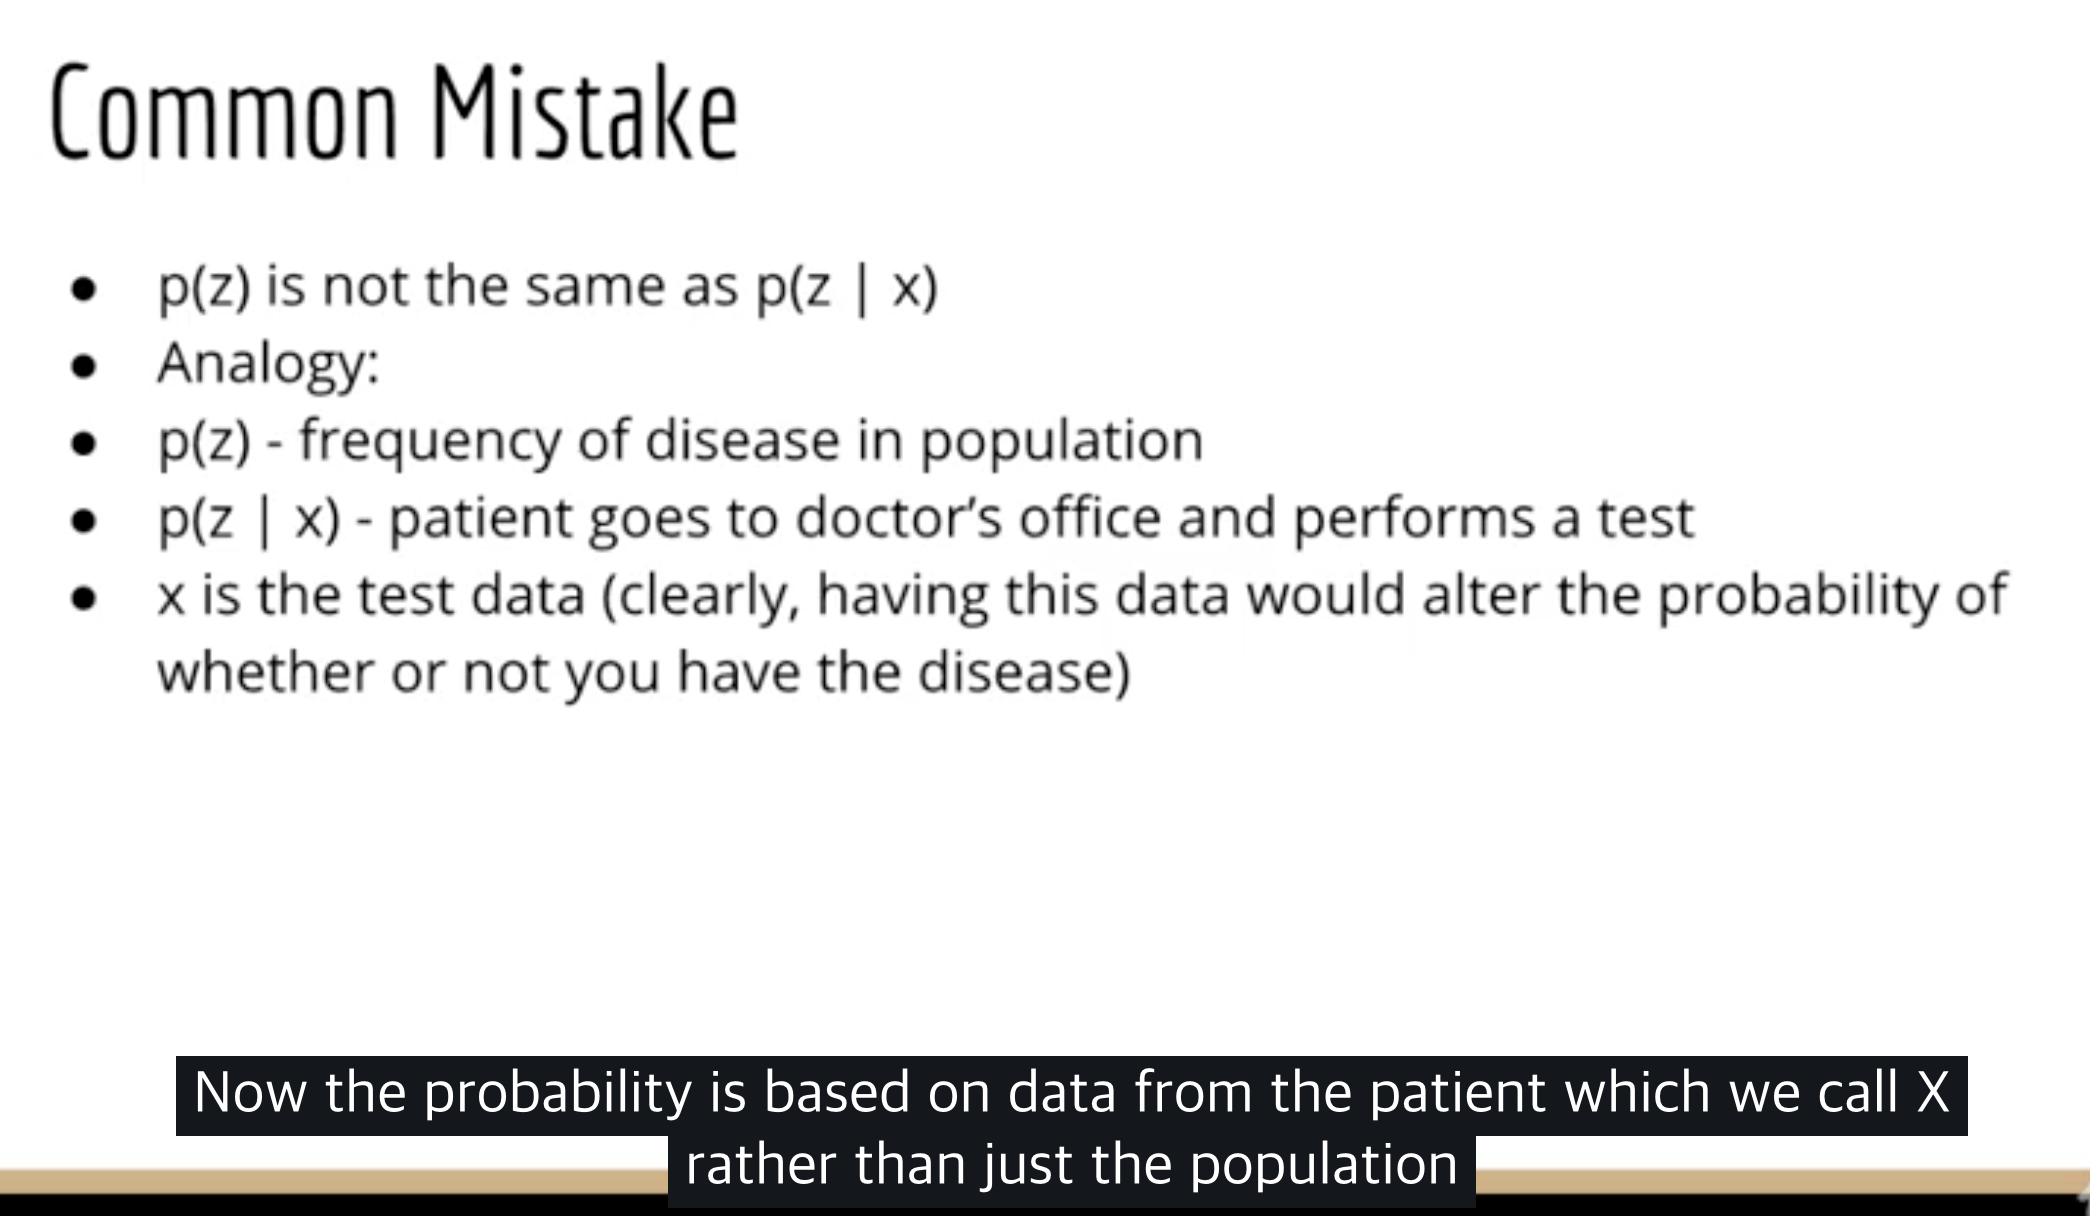 Common Mistake
● p(z) is not the same as p(z | x)
● Analogy:
● p(z) - frequency of disease in population
● p(z | x) - patient goes to doctor’s office and performs a test
● x is the test data (clearly, having this data would alter the probability of
whether or not you have the disease)
Now the probability is based on data from the patient which we call X
rather than just the population